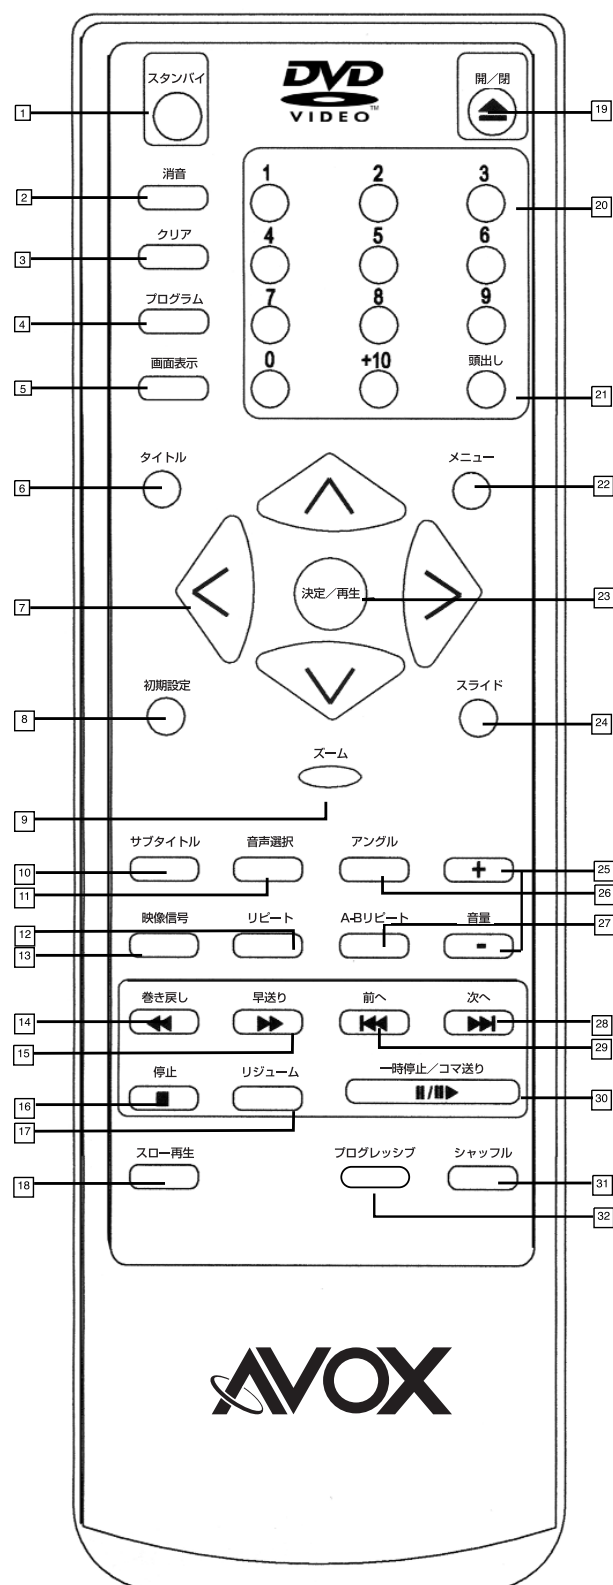 スタンバイ
DVD
VIDEO TM
開／閉
1
19
消音
1 2 3
2
20
クリア
4 5 6
3
プログラム
7 8 9
4
画面表示
0 +10 頭出し
5
21
タイトル
メニュー
6
22
決定／再生
7
23
初期設定
スライド
8
24
ズーム
9
サブタイトル 音声選択 アングル +
10
25
11
26
映像信号 リピート A-Bリピート 音量
-
12
27
13
巻き戻し 早送り 前へ 次へ
14
28
15
29
停止 リジューム 一時停止／コマ送り
16
30
17
スロー再生 プログレッシブ シャッフル
18
31
32
AVOX